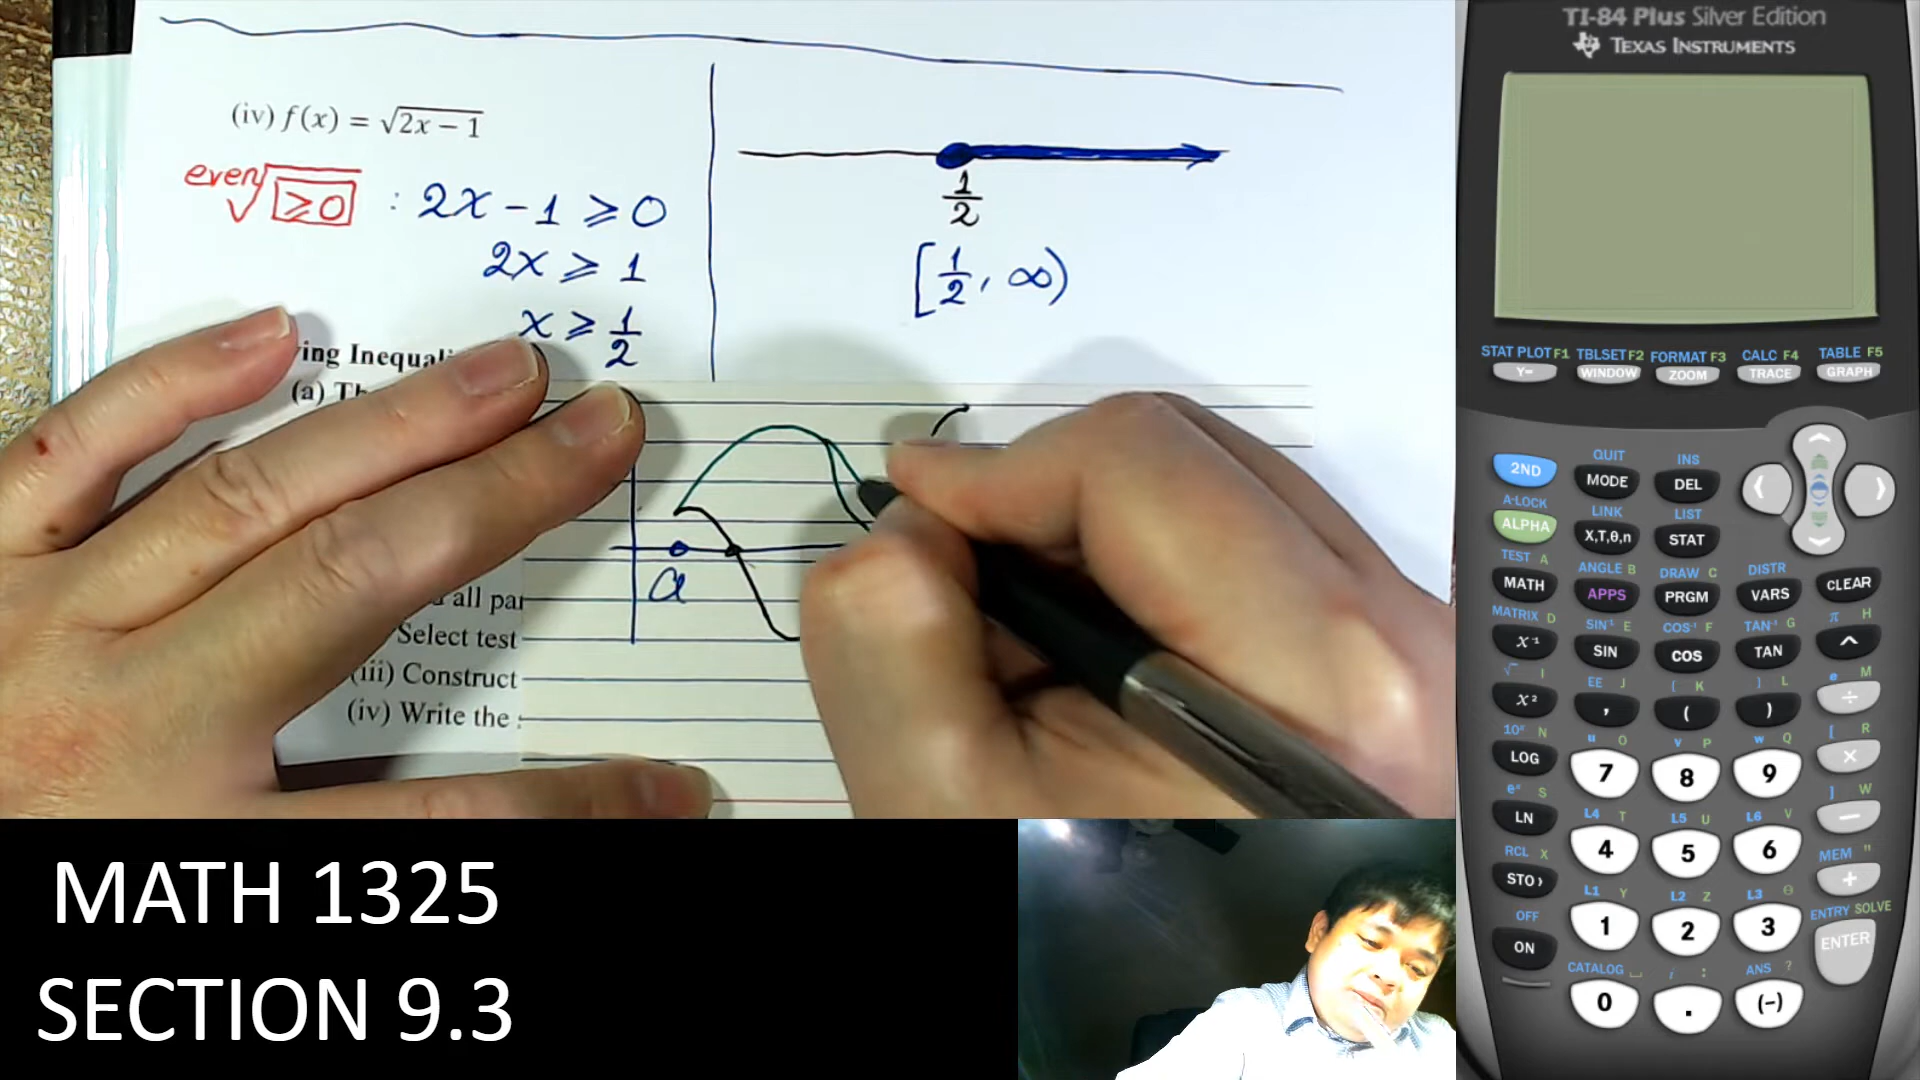 (iv) f(x) = √2x − 1
even√ ≥0 : 2x − 1 ≥ 0
2x ≥ 1
x ≥ 1/2
1/2
[1/2, ∞)
ing Inequali
(a) Th
all par
Select test
(iii) Construct
(iv) Write the
a
MATH 1325
SECTION 9.3
TI-84 Plus Silver Edition
TEXAS INSTRUMENTS
STAT PLOT F1 TBLSET F2 FORMAT F3 CALC F4 TABLE F5
Y= WINDOW ZOOM TRACE GRAPH
QUIT INS
2ND MODE DEL
A-LOCK LINK LIST
ALPHA X,T,θ,n STAT
TEST A ANGLE B DRAW C DISTR
MATH APPS PRGM VARS CLEAR
MATRIX D SIN⁻¹ E COS⁻¹ F TAN⁻¹ G π H
x⁻¹ SIN COS TAN ^
√ I EE J { K } L e M
x² , ( ) ÷
10ˣ N u O v P w Q [ R
LOG 7 8 9 ×
eˣ S L4 T L5 U L6 V ] W
LN 4 5 6 −
RCL X L1 Y L2 Z L3 θ MEM "
STO› 1 2 3 +
OFF CATALOG ⎵ i : ANS ? ENTRY SOLVE
ON 0 . (−) ENTER